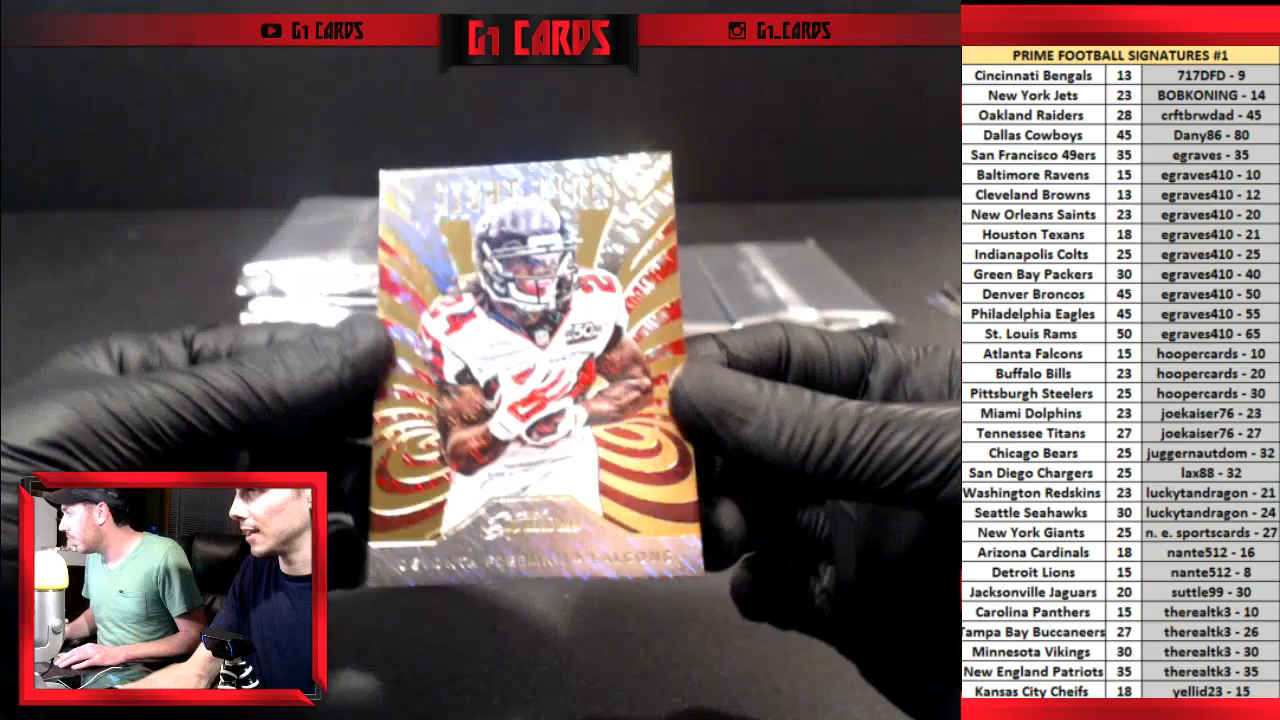 G1 CARDS
G1 CARDS
G1_CARDS
PRIME FOOTBALL SIGNATURES #1
Cincinnati Bengals 13 717DFD - 9
New York Jets 23 BOBKONING - 14
Oakland Raiders 28 crftbrwdad - 45
Dallas Cowboys 45 Dany86 - 80
San Francisco 49ers 35 egraves - 35
Baltimore Ravens 15 egraves410 - 10
Cleveland Browns 13 egraves410 - 12
New Orleans Saints 23 egraves410 - 20
Houston Texans 18 egraves410 - 21
Indianapolis Colts 25 egraves410 - 25
Green Bay Packers 30 egraves410 - 40
Denver Broncos 45 egraves410 - 50
Philadelphia Eagles 45 egraves410 - 55
St. Louis Rams 50 egraves410 - 65
Atlanta Falcons 15 hoopercards - 10
Buffalo Bills 23 hoopercards - 20
Pittsburgh Steelers 25 hoopercards - 30
Miami Dolphins 23 joekaiser76 - 23
Tennessee Titans 27 joekaiser76 - 27
Chicago Bears 25 juggernautdom - 32
San Diego Chargers 25 lax88 - 32
Washington Redskins 23 luckytandragon - 21
Seattle Seahawks 30 luckytandragon - 24
New York Giants 25 n. e. sportscards - 27
Arizona Cardinals 18 nante512 - 16
Detroit Lions 15 nante512 - 8
Jacksonville Jaguars 20 suttle99 - 30
Carolina Panthers 15 therealtk3 - 10
Tampa Bay Buccaneers 27 therealtk3 - 26
Minnesota Vikings 30 therealtk3 - 30
New England Patriots 35 therealtk3 - 35
Kansas City Cheifs 18 yellid23 - 15